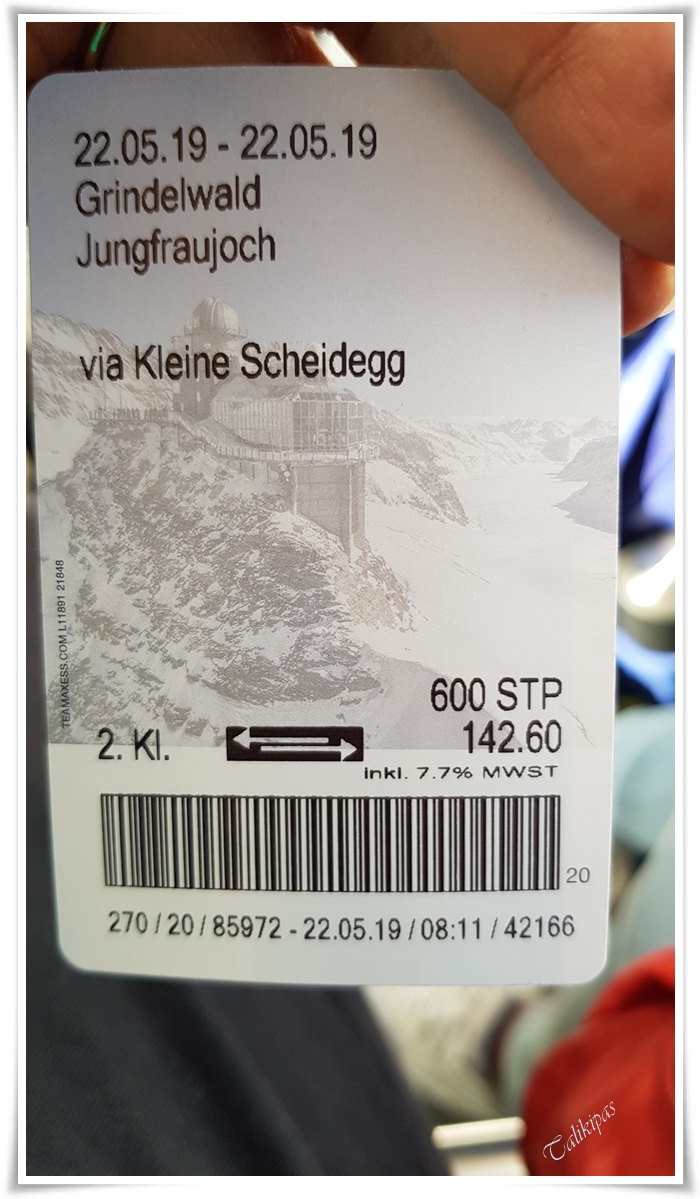 22.05.19 - 22.05.19
Grindelwald
Jungfraujoch
via Kleine Scheidegg
TEAMAXESS.COM L11891 21848
600 STP
2. Kl.
142.60
inkl. 7.7% MWST
20
270 / 20 / 85972 - 22.05.19 / 08:11 / 42166
Talikipas